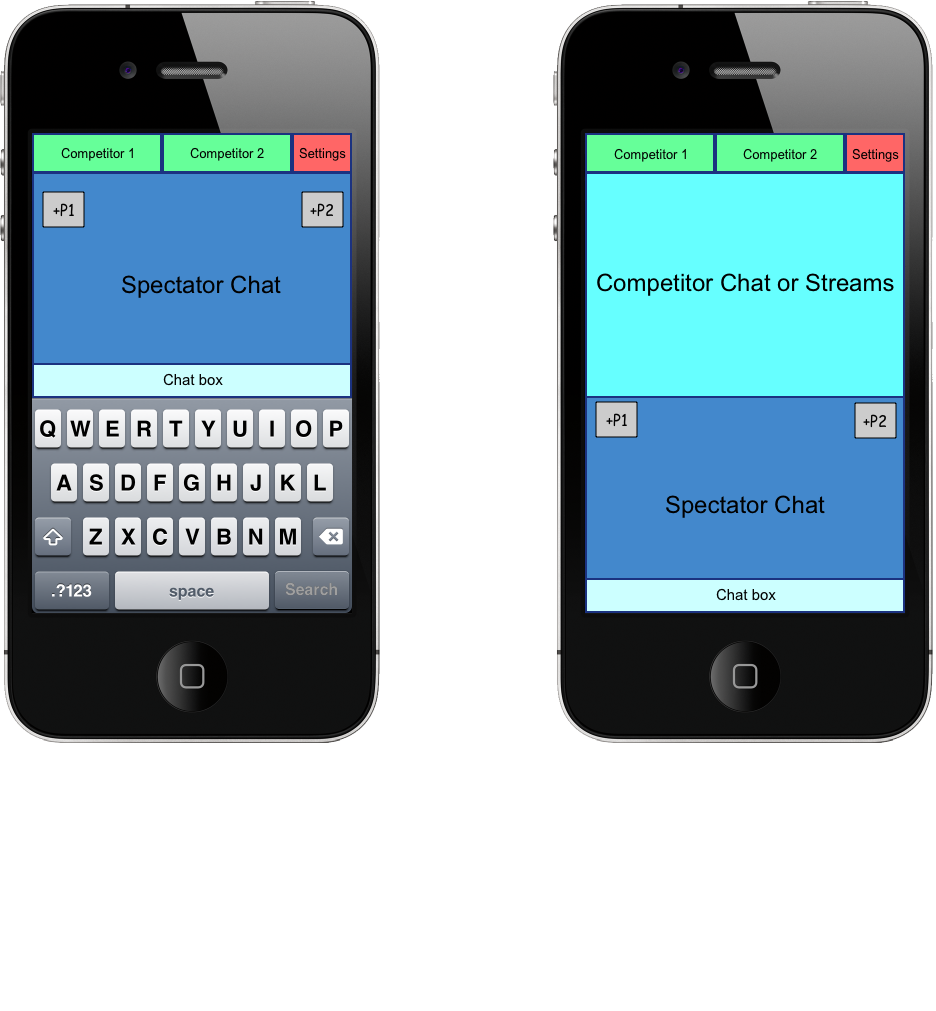 Competitor 1 Competitor 2 Settings
+P1 +P2
Spectator Chat
Chat box
Q W E R T Y U I O P
A S D F G H J K L
Z X C V B N M
.?123 space Search
Competitor 1 Competitor 2 Settings
Competitor Chat or Streams
+P1 +P2
Spectator Chat
Chat box